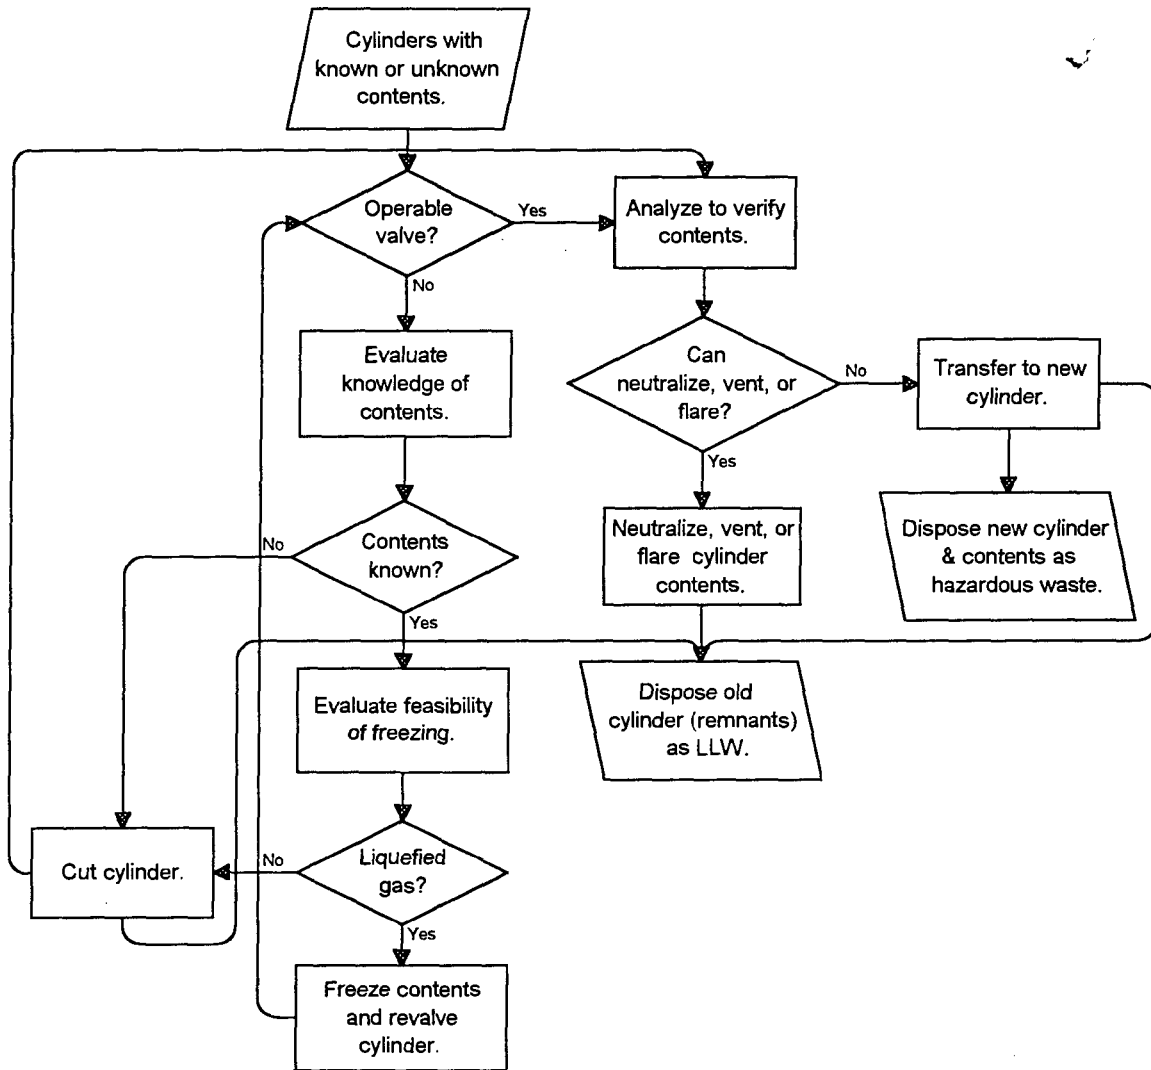 Cylinders with
known or unknown
contents.
Operable
valve?
Yes
No
Analyze to verify
contents.
Evaluate
knowledge of
contents.
Can
neutralize, vent, or
flare?
No
Yes
Transfer to new
cylinder.
Dispose new cylinder
& contents as
hazardous waste.
Neutralize, vent, or
flare cylinder
contents.
Contents
known?
No
Yes
Evaluate feasibility
of freezing.
Dispose old
cylinder (remnants)
as LLW.
Liquefied
gas?
No
Yes
Cut cylinder.
Freeze contents
and revalve
cylinder.